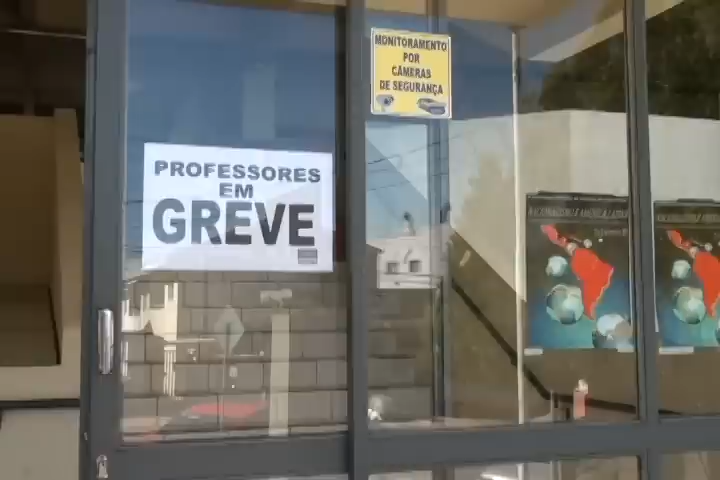 MONITORAMENTO
POR
CÂMERAS
DE SEGURANÇA
PROFESSORES
EM
GREVE